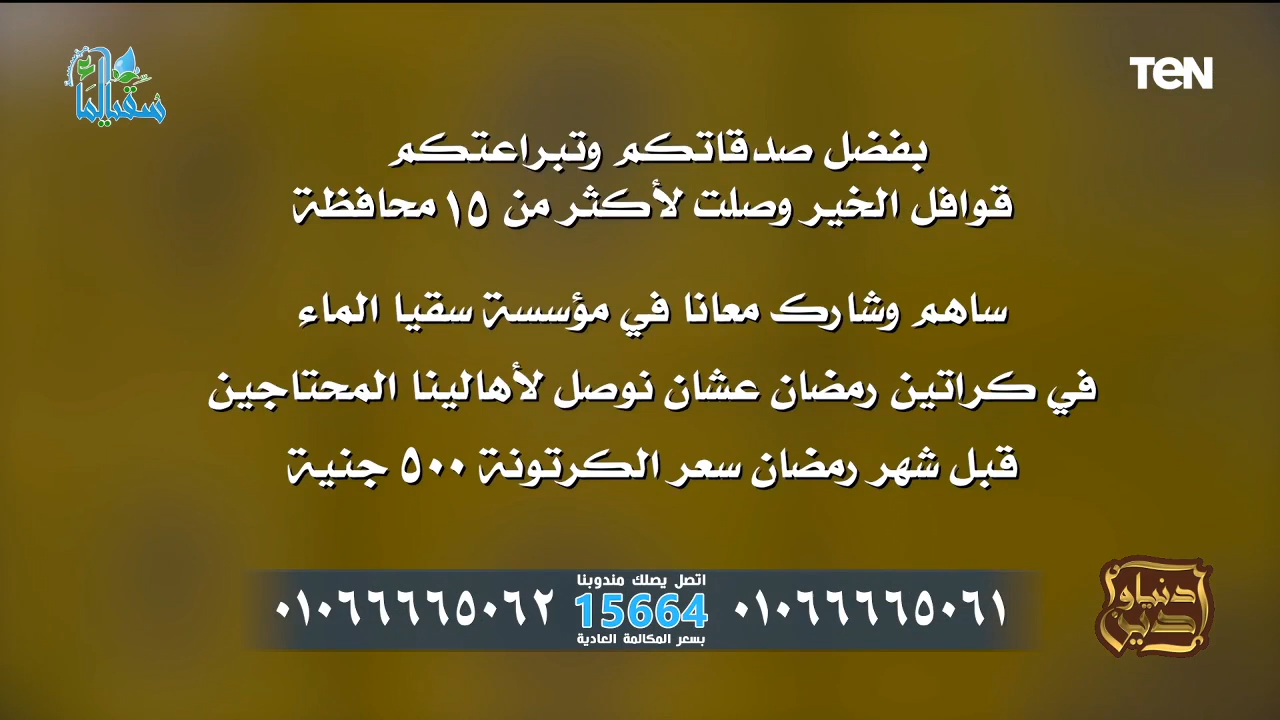 سقيا الماء
TEN
بفضل صدقاتكم وتبراعتكم
قوافل الخير وصلت لأكثر من ١٥ محافظة
ساهم وشارك معانا في مؤسسة سقيا الماء
في كراتين رمضان عشان نوصل لأهالينا المحتاجين
قبل شهر رمضان سعر الكرتونة ٥٠٠ جنية
٠١٠٦٦٦٦٥٠٦١
اتصل يصلك مندوبنا
15664
بسعر المكالمة العادية
٠١٠٦٦٦٦٥٠٦٢
دنيا و
دين